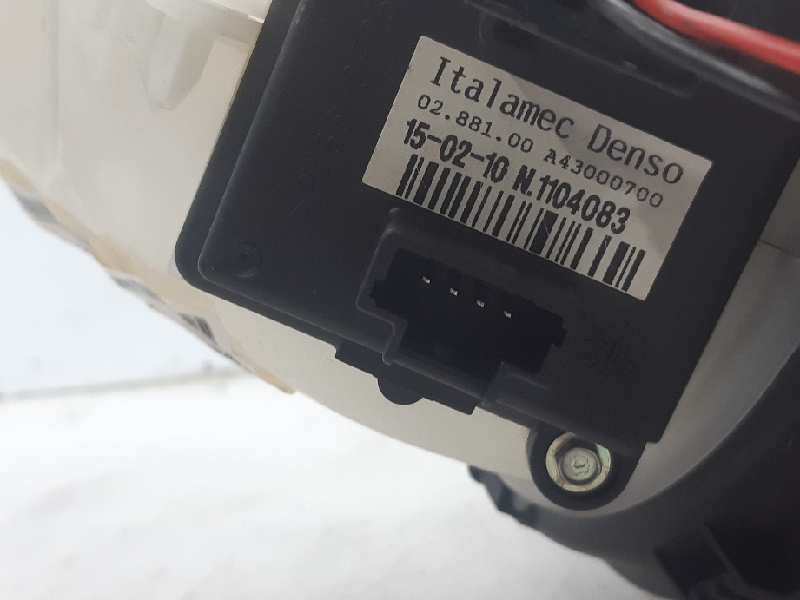 Italamec Denso
02.881.00 A43000700
15-02-10 N.1104083